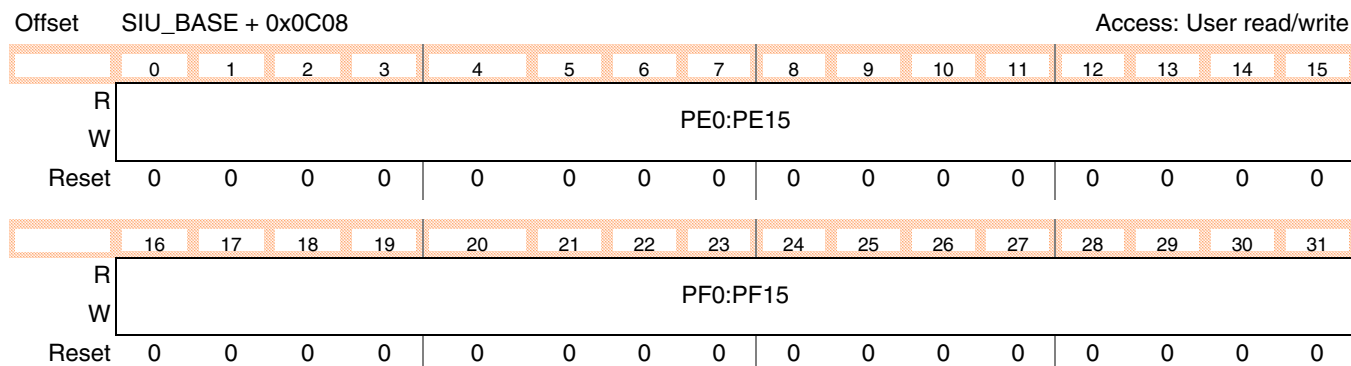 Offset SIU_BASE + 0x0C08 Access: User read/write
0 1 2 3 4 5 6 7 8 9 10 11 12 13 14 15
R
PE0:PE15
W
Reset 0 0 0 0 0 0 0 0 0 0 0 0 0 0 0 0
16 17 18 19 20 21 22 23 24 25 26 27 28 29 30 31
R
PF0:PF15
W
Reset 0 0 0 0 0 0 0 0 0 0 0 0 0 0 0 0